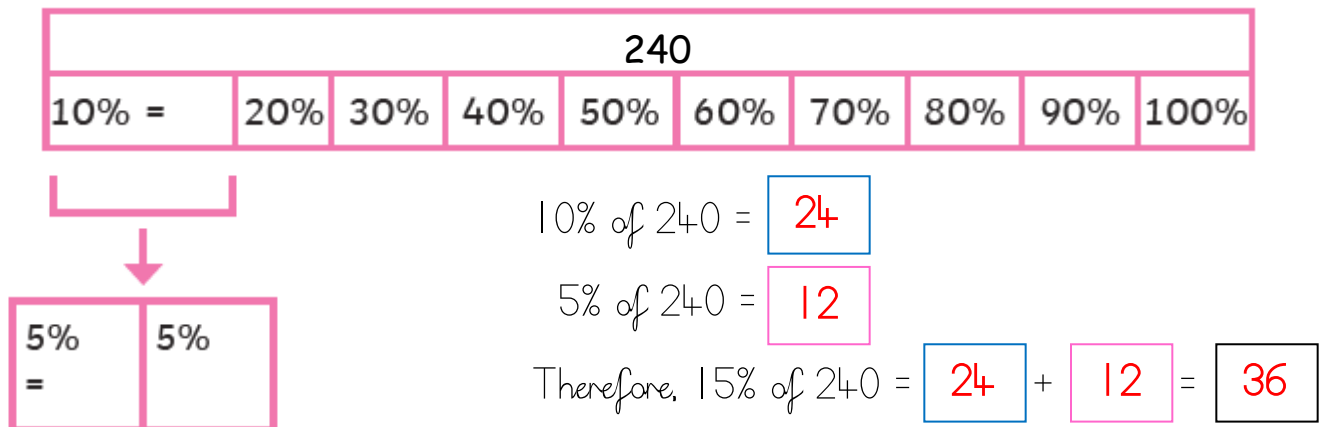 240
10% = 20% 30% 40% 50% 60% 70% 80% 90% 100%
10% of 240 = 24
5% of 240 = 12
5% = 5%
Therefore, 15% of 240 = 24 + 12 = 36